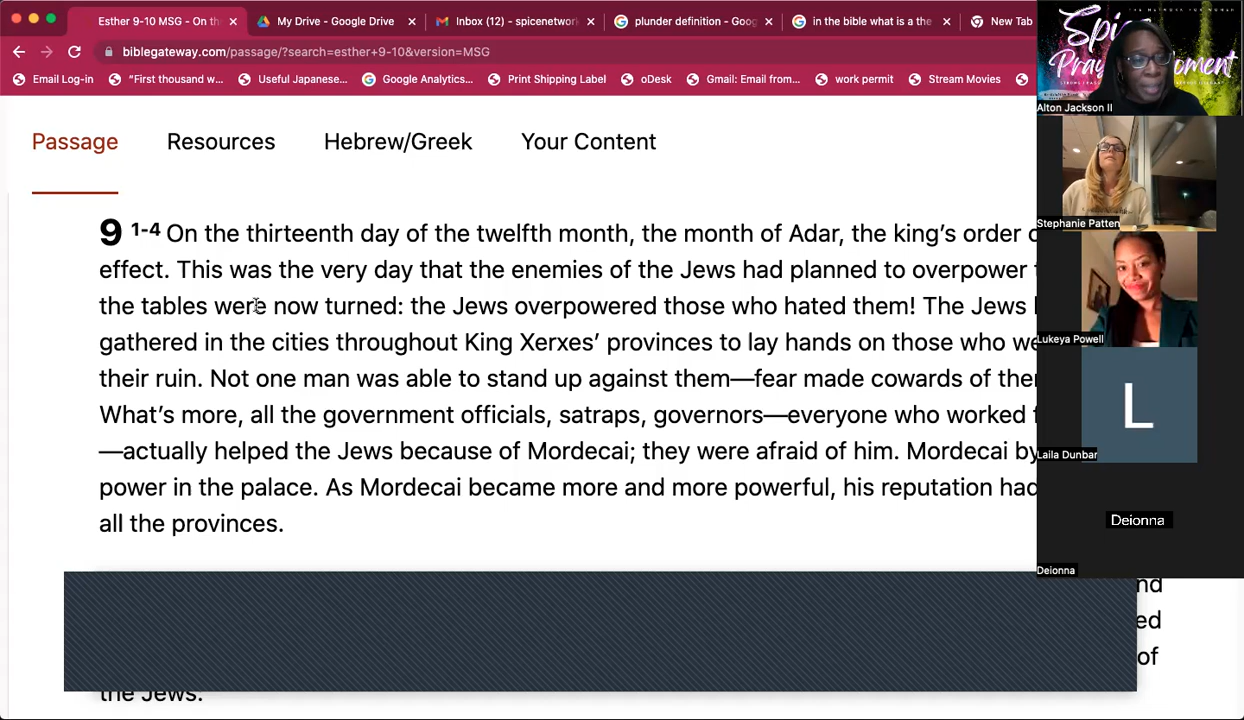 Esther 9-10 MSG - On th
My Drive - Google Drive
Inbox (12) - spicenetwor
plunder definition - Goog
in the bible what is a the
New Tab
biblegateway.com/passage/?search=esther+9-10&version=MSG
Email Log-in
“First thousand w...
Useful Japanese...
Google Analytics...
Print Shipping Label
oDesk
Gmail: Email from...
work permit
Stream Movies
Passage
Resources
Hebrew/Greek
Your Content
9 1-4 On the thirteenth day of the twelfth month, the month of Adar, the king’s order
effect. This was the very day that the enemies of the Jews had planned to overpower
the tables were now turned: the Jews overpowered those who hated them! The Jews
gathered in the cities throughout King Xerxes’ provinces to lay hands on those who
their ruin. Not one man was able to stand up against them—fear made cowards of
What’s more, all the government officials, satraps, governors—everyone who worked
—actually helped the Jews because of Mordecai; they were afraid of him. Mordecai by
power in the palace. As Mordecai became more and more powerful, his reputation had
all the provinces.
nd
ed
of
the Jews.
Spice
Alton Jackson II
Stephanie Patten
Lukeya Powell
L
Laila Dunbar
Deionna
Deionna